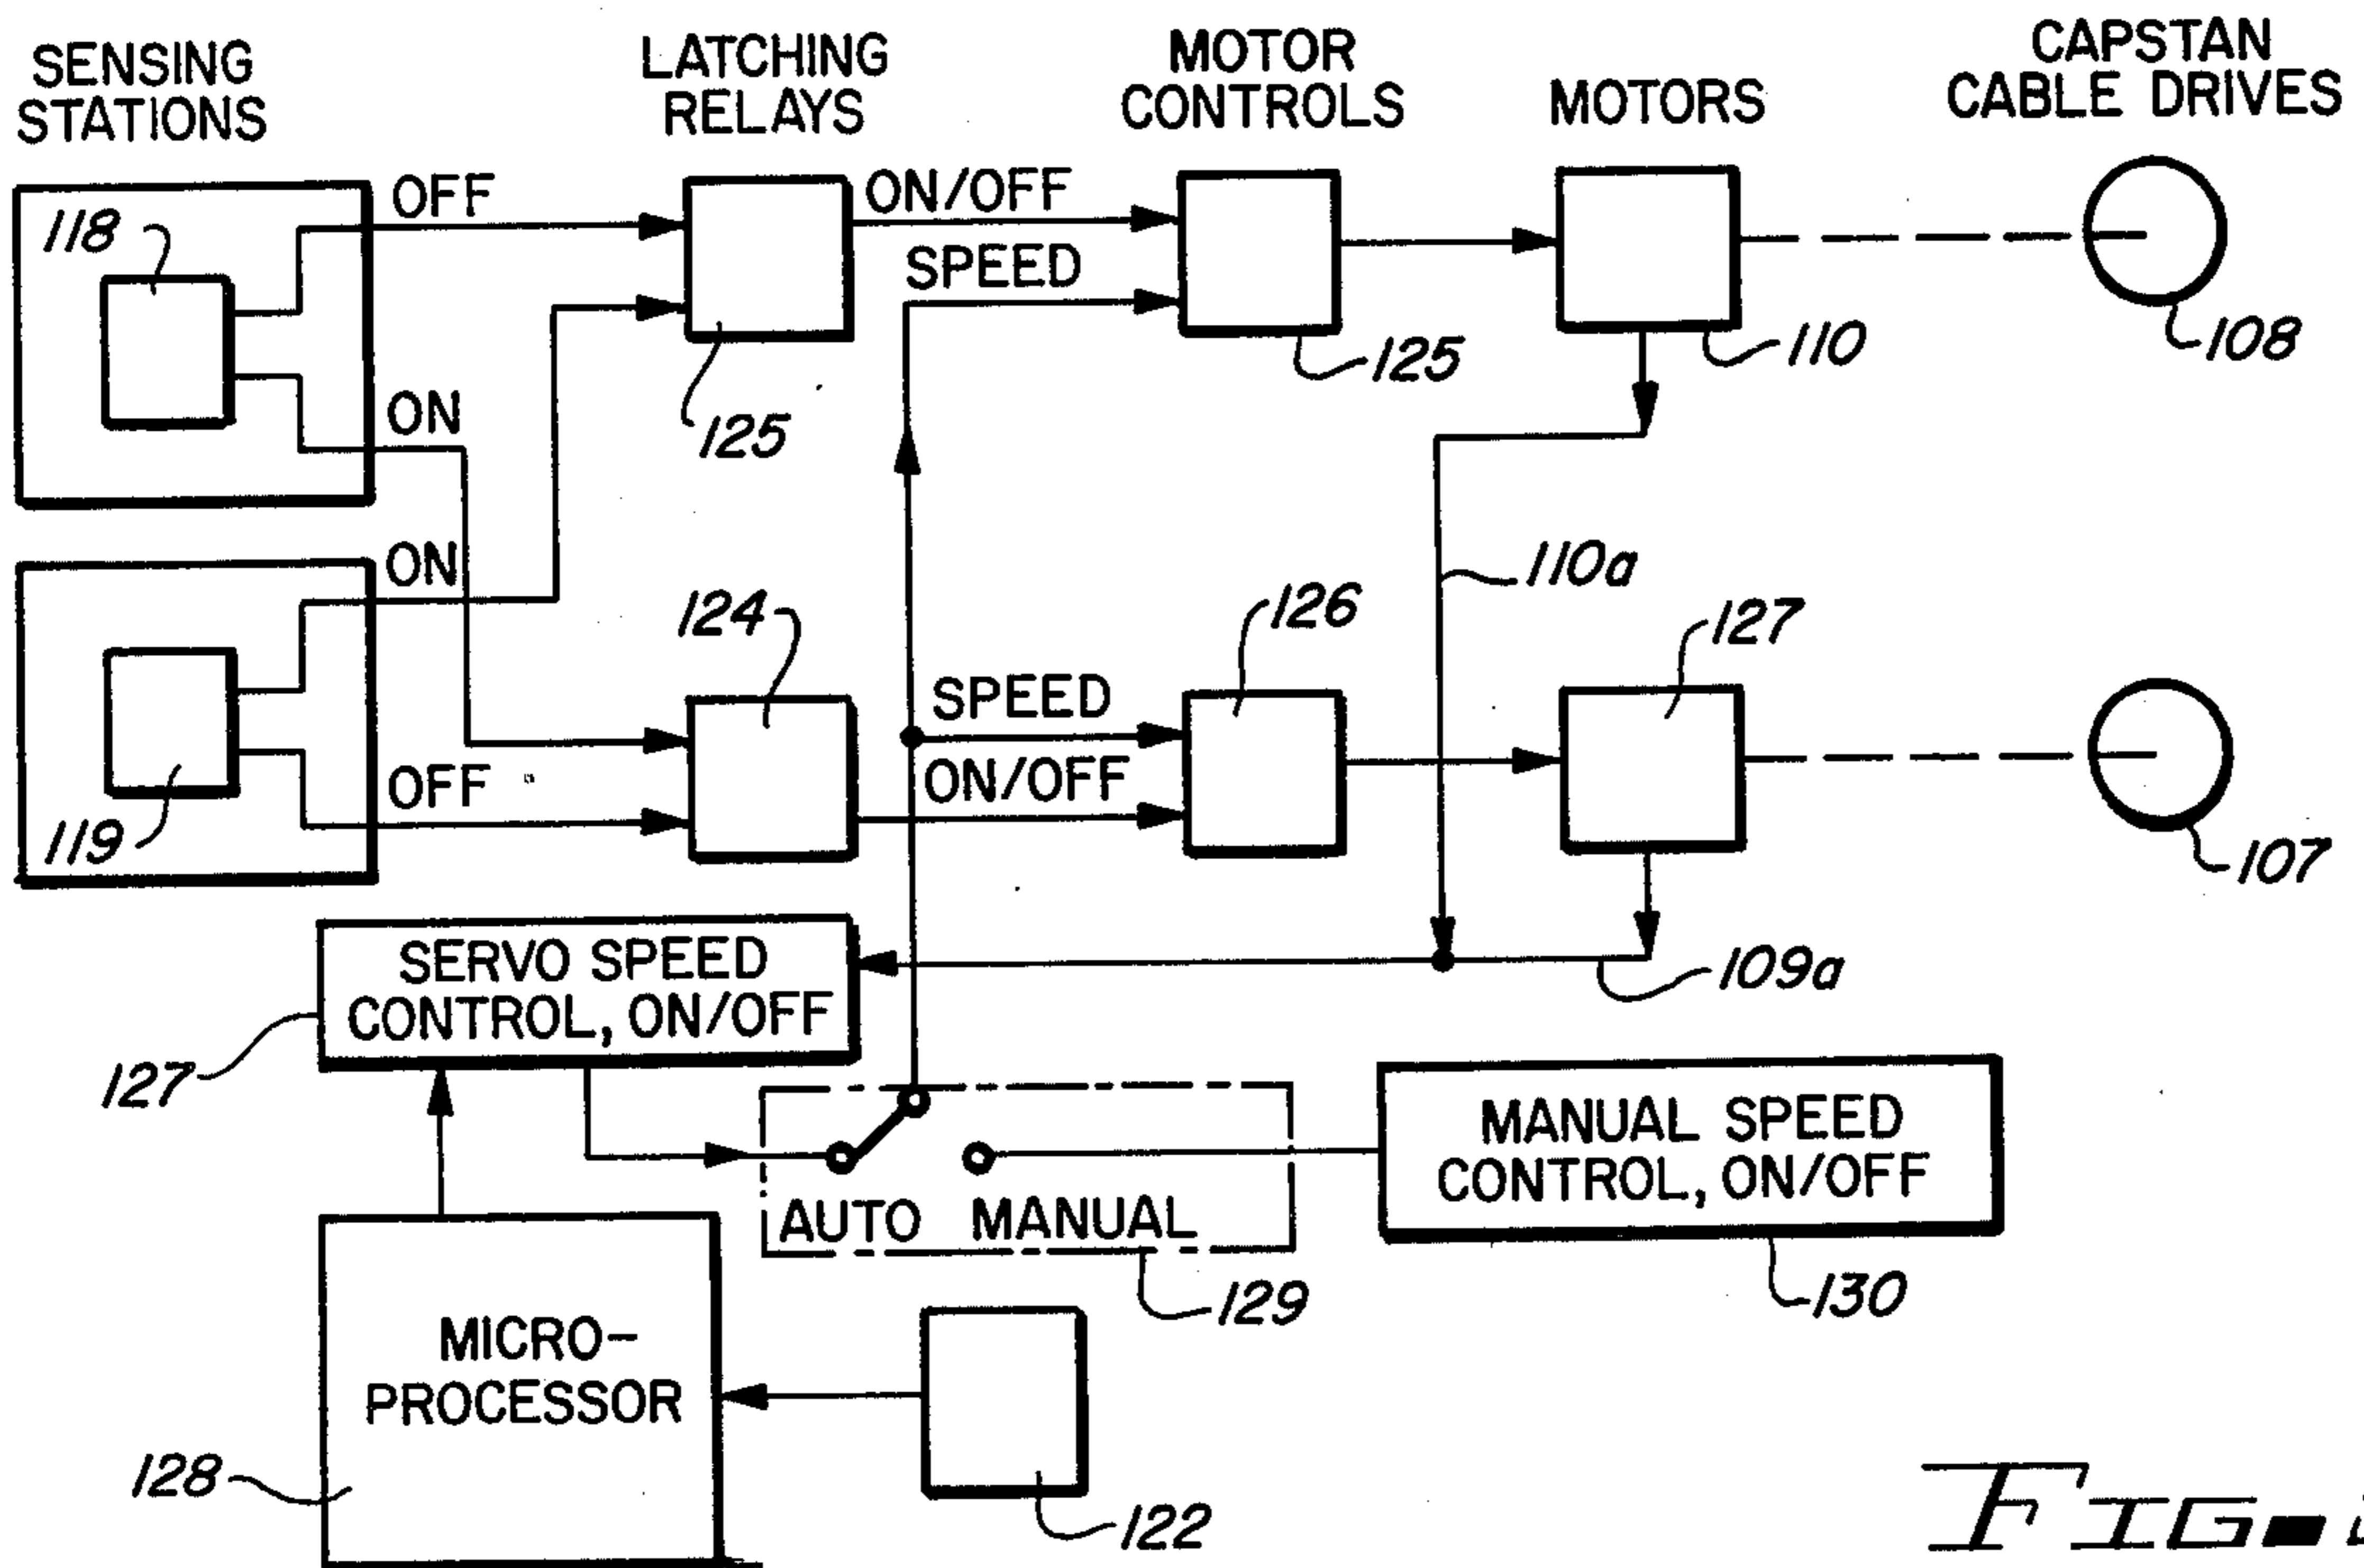 SENSING
STATIONS
LATCHING
RELAYS
MOTOR
CONTROLS
MOTORS
CAPSTAN
CABLE DRIVES
118
OFF
ON
ON/OFF
SPEED
125
125
110
108
ON
OFF
119
124
SPEED
ON/OFF
126
110a
127
107
109a
SERVO SPEED
CONTROL, ON/OFF
127
AUTO MANUAL
129
MANUAL SPEED
CONTROL, ON/OFF
130
MICRO-
PROCESSOR
128
122
FIG.